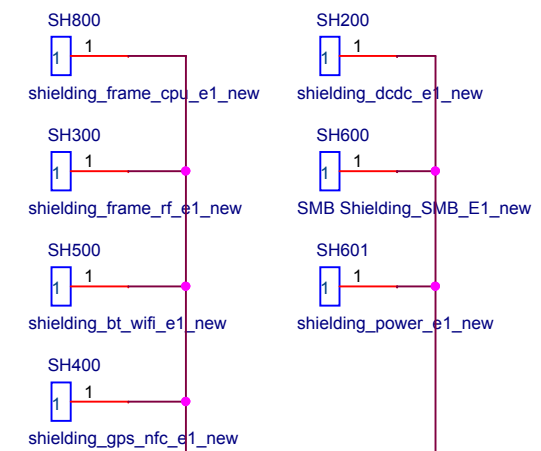 SH800
1
1
shielding_frame_cpu_e1_new
SH300
1
1
shielding_frame_rf_e1_new
SH500
1
1
shielding_bt_wifi_e1_new
SH400
1
1
shielding_gps_nfc_e1_new
SH200
1
1
shielding_dcdc_e1_new
SH600
1
1
SMB Shielding_SMB_E1_new
SH601
1
1
shielding_power_e1_new